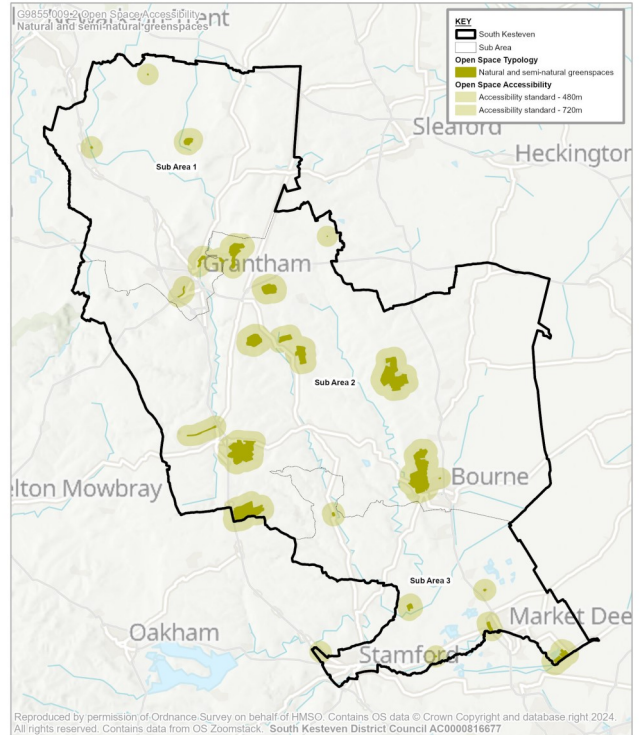 G9855.009.2 Open Space Accessibility
Natural and semi-natural greenspaces
KEY
South Kesteven
Sub Area
Open Space Typology
Natural and semi-natural greenspaces
Open Space Accessibility
Accessibility standard - 480m
Accessibility standard - 720m
Sleaford
Heckington
Sub Area 1
Grantham
Sub Area 2
elton Mowbray
Bourne
Sub Area 3
Market Dee
Oakham
Stamford
Reproduced by permission of Ordnance Survey on behalf of HMSO. Contains OS data © Crown Copyright and database right 2024.
All rights reserved. Contains data from OS Zoomstack. South Kesteven District Council AC0000816677